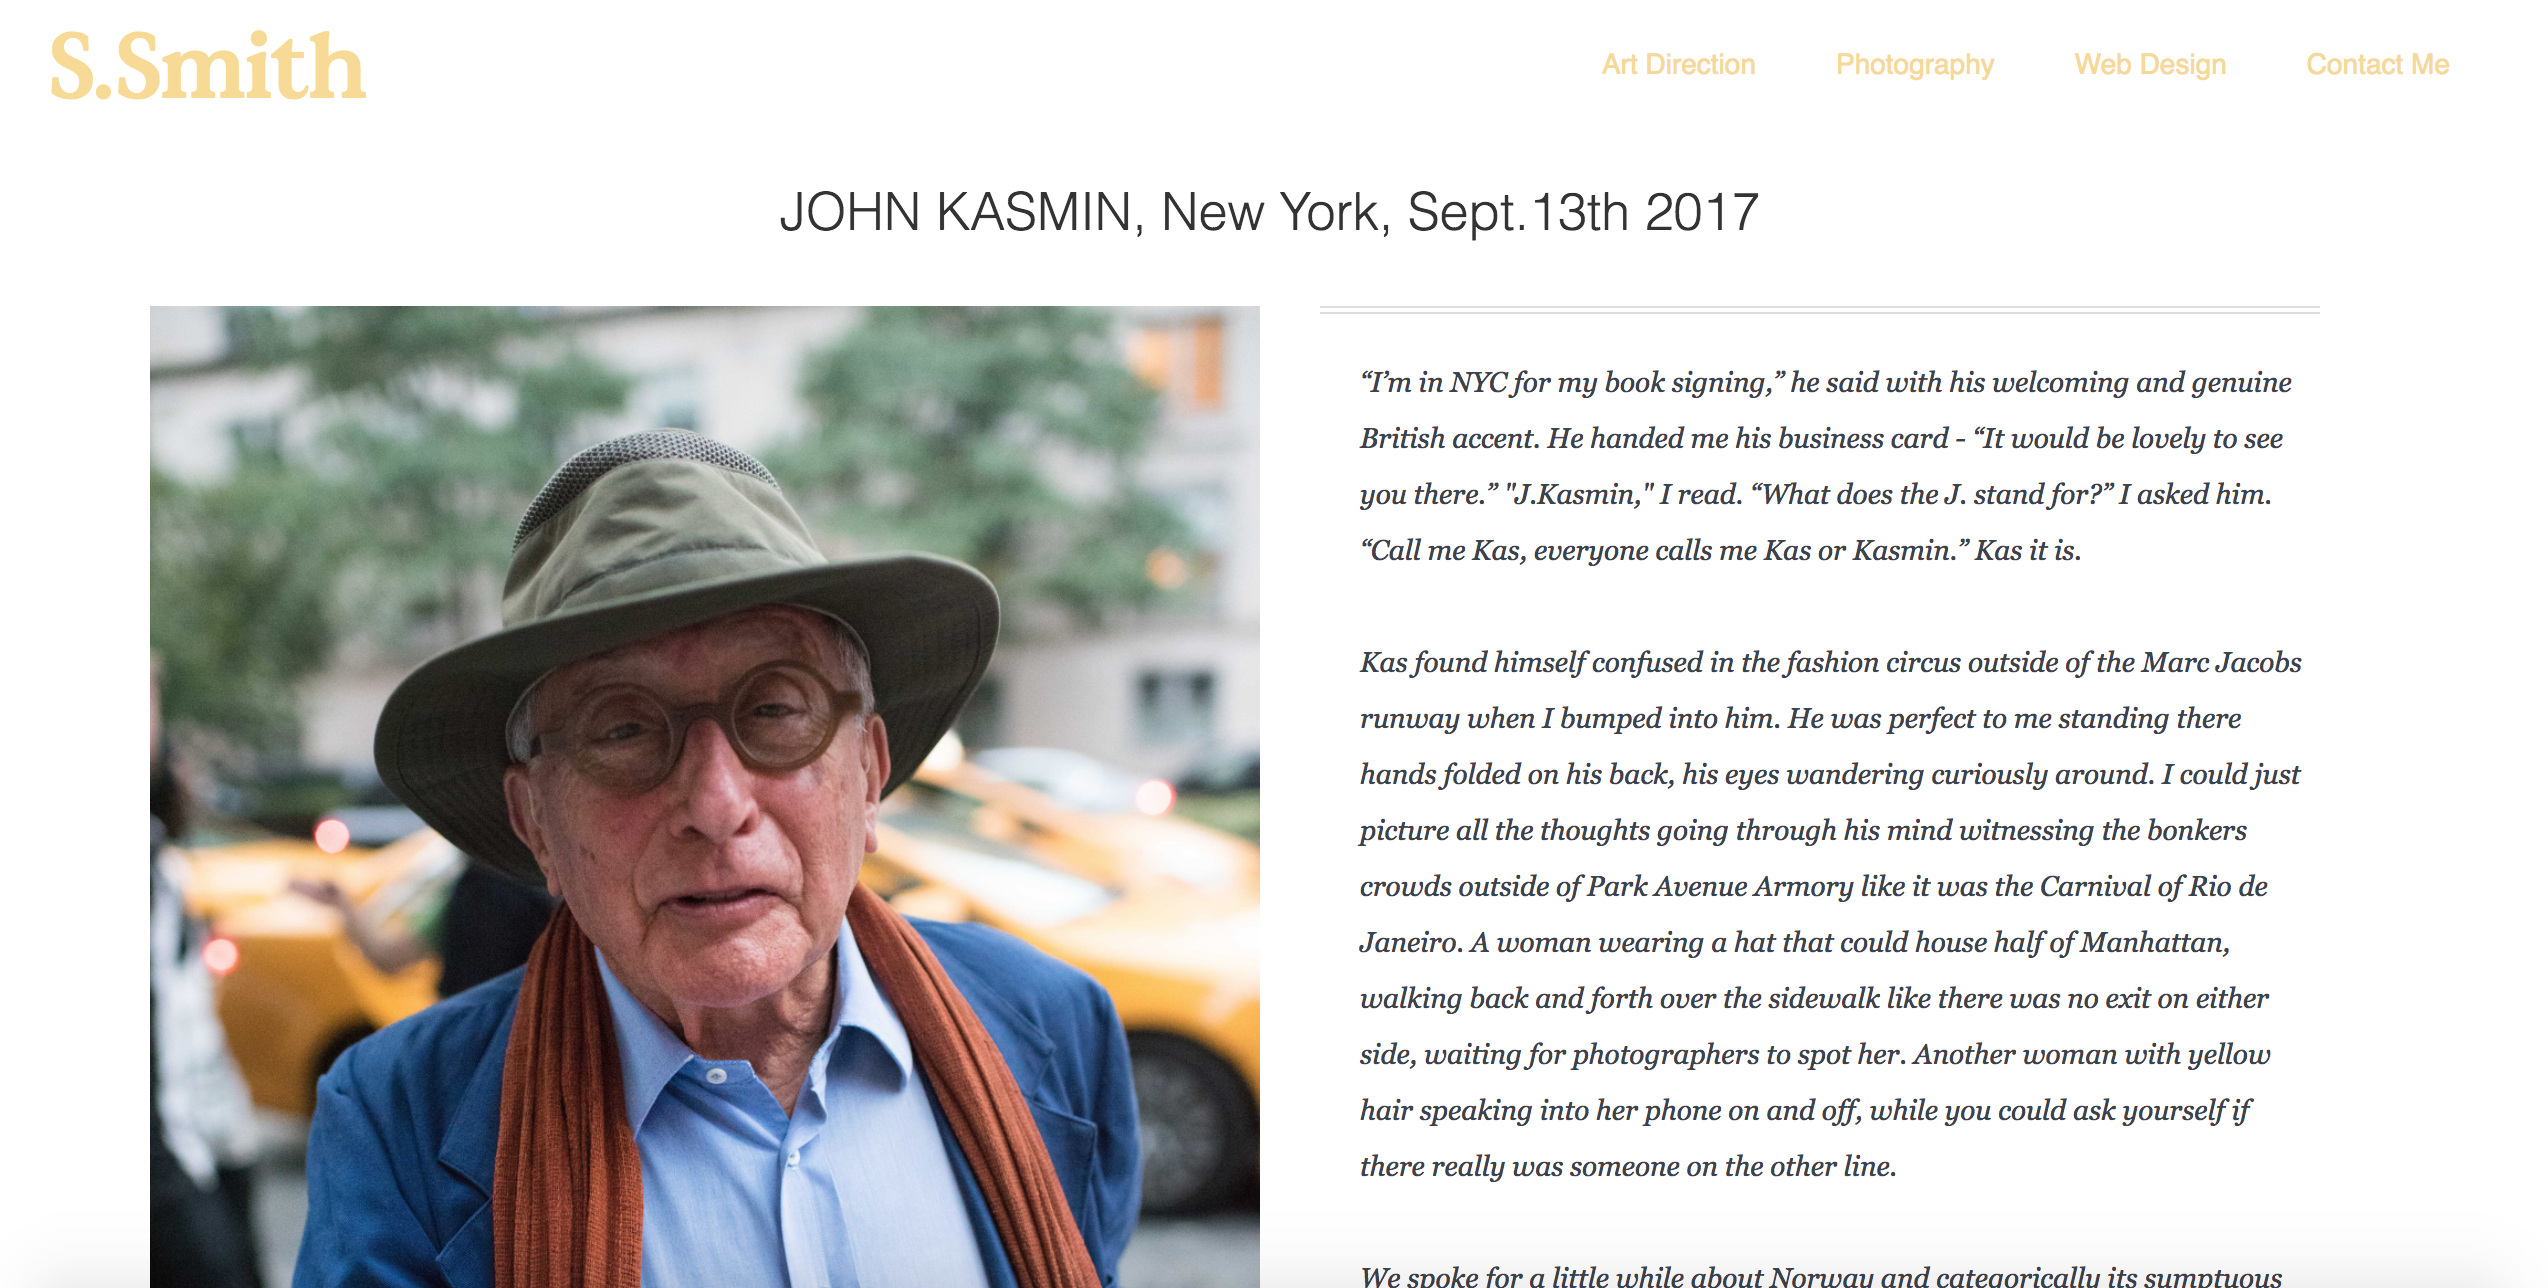 S.Smith
Art Direction
Photography
Web Design
Contact Me
JOHN KASMIN, New York, Sept.13th 2017
“I’m in NYC for my book signing,” he said with his welcoming and genuine
British accent. He handed me his business card - “It would be lovely to see
you there.” "J.Kasmin," I read. “What does the J. stand for?” I asked him.
“Call me Kas, everyone calls me Kas or Kasmin.” Kas it is.
Kas found himself confused in the fashion circus outside of the Marc Jacobs
runway when I bumped into him. He was perfect to me standing there
hands folded on his back, his eyes wandering curiously around. I could just
picture all the thoughts going through his mind witnessing the bonkers
crowds outside of Park Avenue Armory like it was the Carnival of Rio de
Janeiro. A woman wearing a hat that could house half of Manhattan,
walking back and forth over the sidewalk like there was no exit on either
side, waiting for photographers to spot her. Another woman with yellow
hair speaking into her phone on and off, while you could ask yourself if
there really was someone on the other line.
We spoke for a little while about Norway and categorically its sumptuous